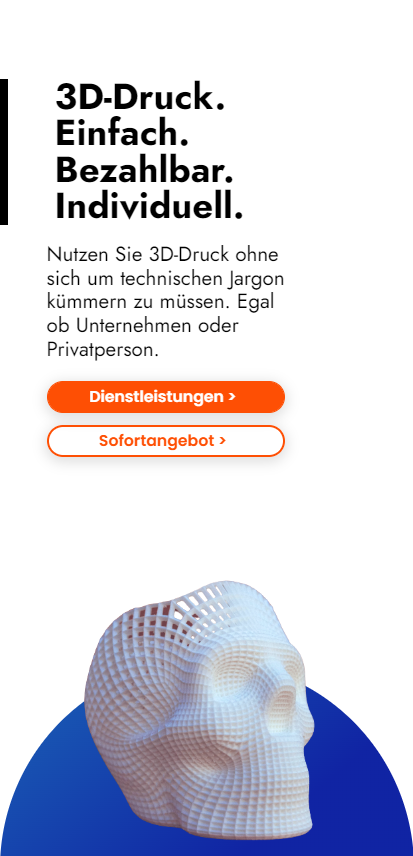 3D-Druck.
Einfach.
Bezahlbar.
Individuell.
Nutzen Sie 3D-Druck ohne
sich um technischen Jargon
kümmern zu müssen. Egal
ob Unternehmen oder
Privatperson.
Dienstleistungen >
Sofortangebot >